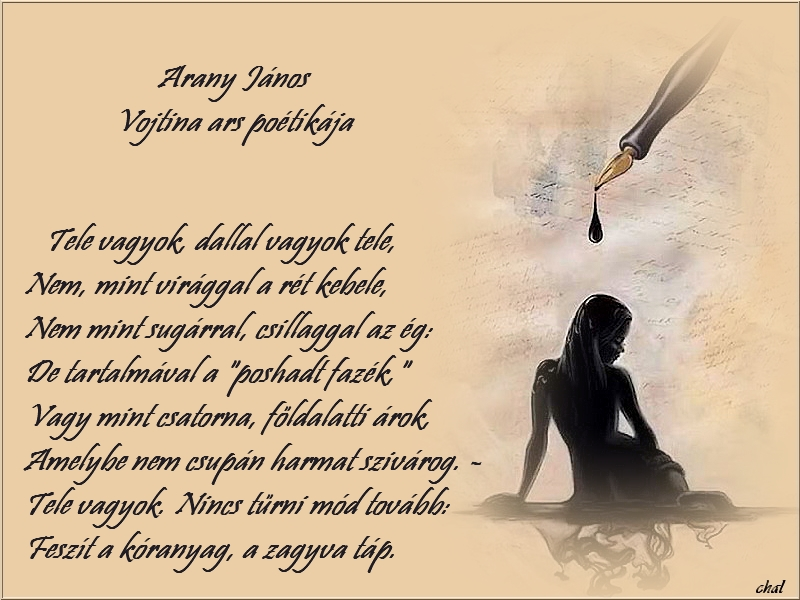 Arany János
Vojtina ars poétikája
Tele vagyok, dallal vagyok tele,
Nem, mint virággal a rét kebele,
Nem mint sugárral, csillaggal az ég:
De tartalmával a "poshadt fazék,"
Vagy mint csatorna, földalatti árok,
Amelybe nem csupán harmat szivárog. -
Tele vagyok. Nincs tűrni mód tovább:
Feszít a kóranyag, a zagyva táp.
chal